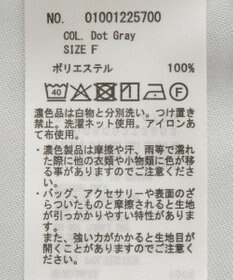 NO. 01001225700
COL. Dot Gray
SIZE F
ポリエステル 100%
40
濃色品は白物と分別洗い。つけ置き
禁止。洗濯ネット使用。アイロンあ
て布使用。
・濃色製品は摩擦や汗、雨等で濡れ
た際に他の衣類や小物類に色が移
る事がありますのでご注意くださ
い。
・バッグ、アクセサリーや表面のざ
らついたものと摩擦されると生地
が引っかかりやすい特性がありま
す。
また、強い力がかかると生地目が
開くことがありますのでご注意く
ださい。